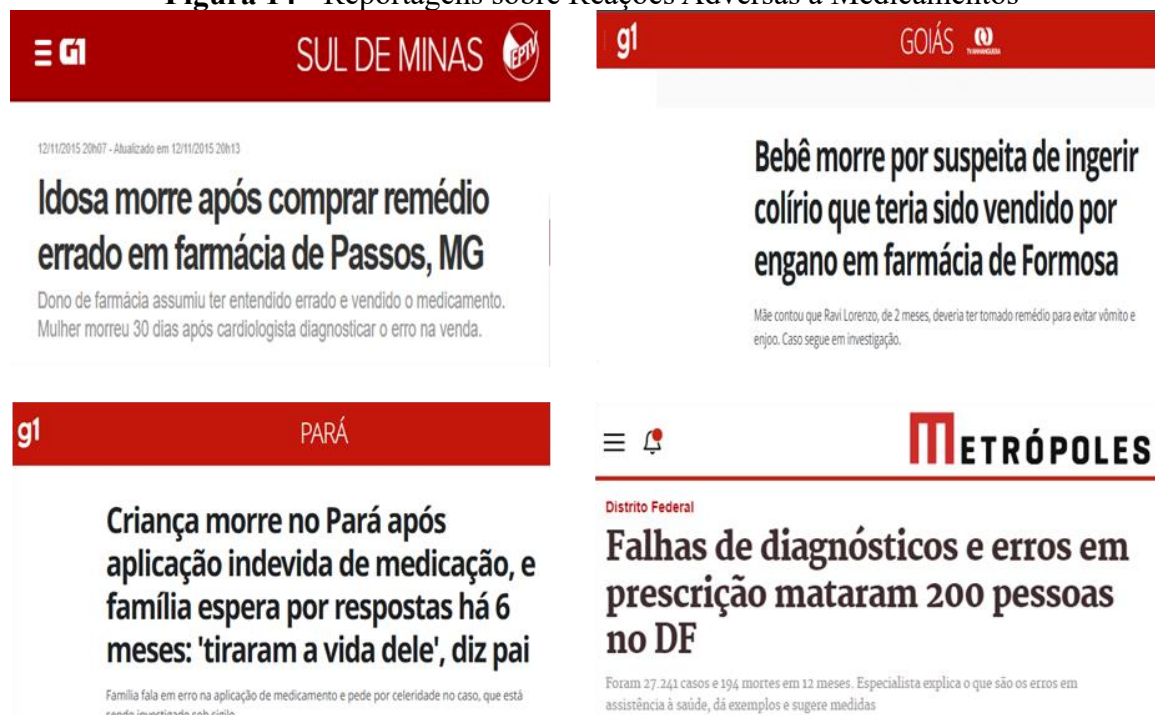 Figura 14 - Reportagens sobre Reações Adversas a Medicamentos
G1
SUL DE MINAS
EPTV
12/11/2015 20h07 - Atualizado em 12/11/2015 20h13
Idosa morre após comprar remédio
errado em farmácia de Passos, MG
Dono de farmácia assumiu ter entendido errado e vendido o medicamento.
Mulher morreu 30 dias após cardiologista diagnosticar o erro na venda.
g1
GOIÁS
TV ANHANGUERA
Bebê morre por suspeita de ingerir
colírio que teria sido vendido por
engano em farmácia de Formosa
Mãe contou que Ravi Lorenzo, de 2 meses, deveria ter tomado remédio para evitar vômito e
enjoo. Caso segue em investigação.
g1
PARÁ
Criança morre no Pará após
aplicação indevida de medicação, e
família espera por respostas há 6
meses: 'tiraram a vida dele', diz pai
Família fala em erro na aplicação de medicamento e pede por celeridade no caso, que está
sendo investigado sob sigilo
METRÓPOLES
Distrito Federal
Falhas de diagnósticos e erros em
prescrição mataram 200 pessoas
no DF
Foram 27.241 casos e 194 mortes em 12 meses. Especialista explica o que são os erros em
assistência à saúde, dá exemplos e sugere medidas